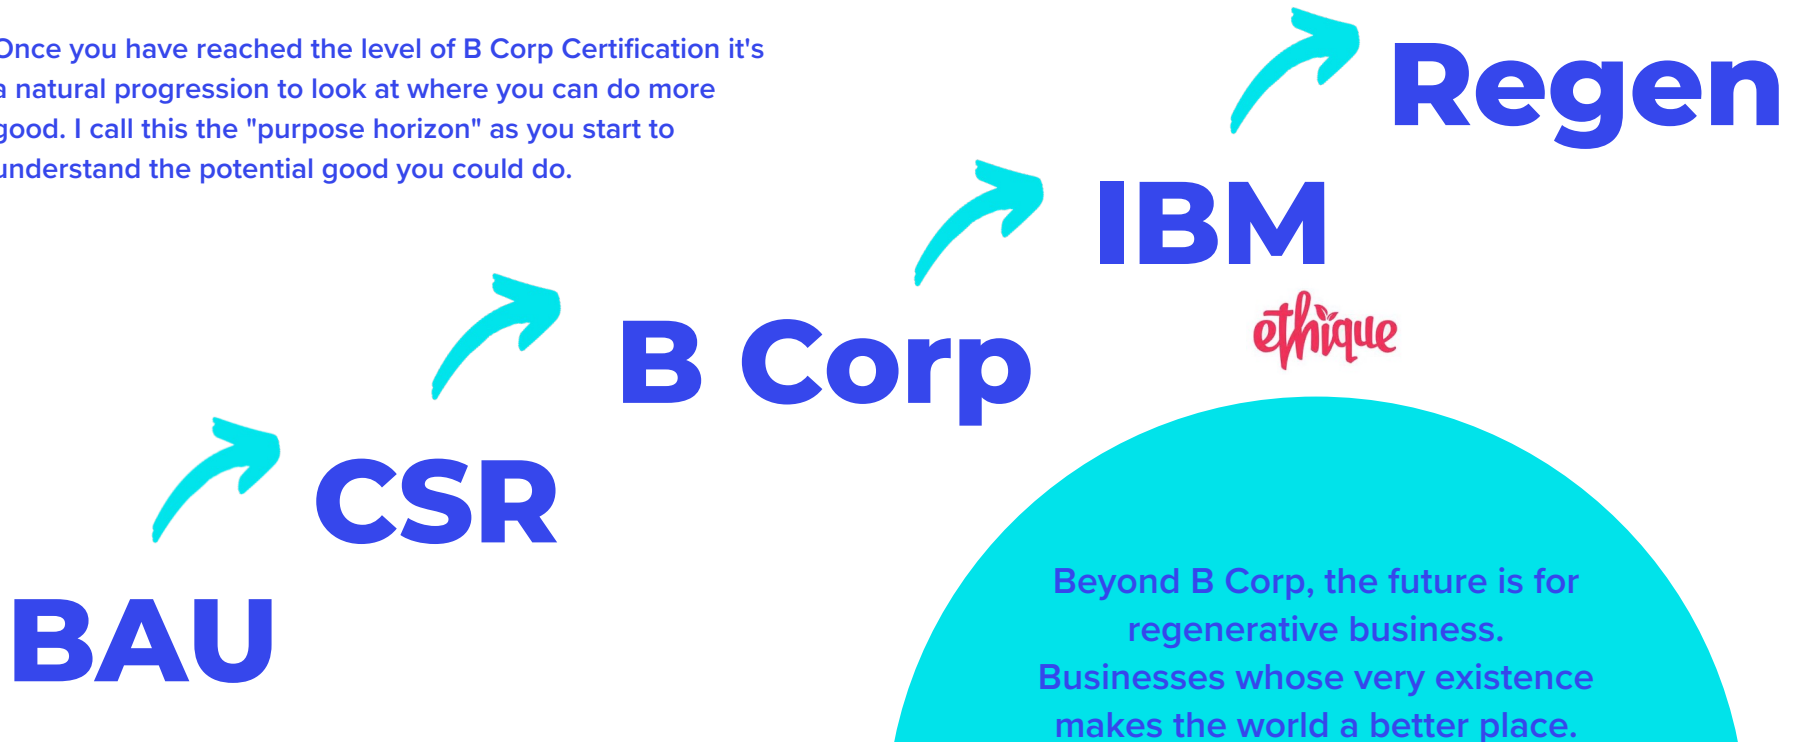 Once you have reached the level of B Corp Certification it's
a natural progression to look at where you can do more
good. I call this the "purpose horizon" as you start to
understand the potential good you could do.
Regen
IBM
ethique
B Corp
CSR
BAU
Beyond B Corp, the future is for
regenerative business.
Businesses whose very existence
makes the world a better place.